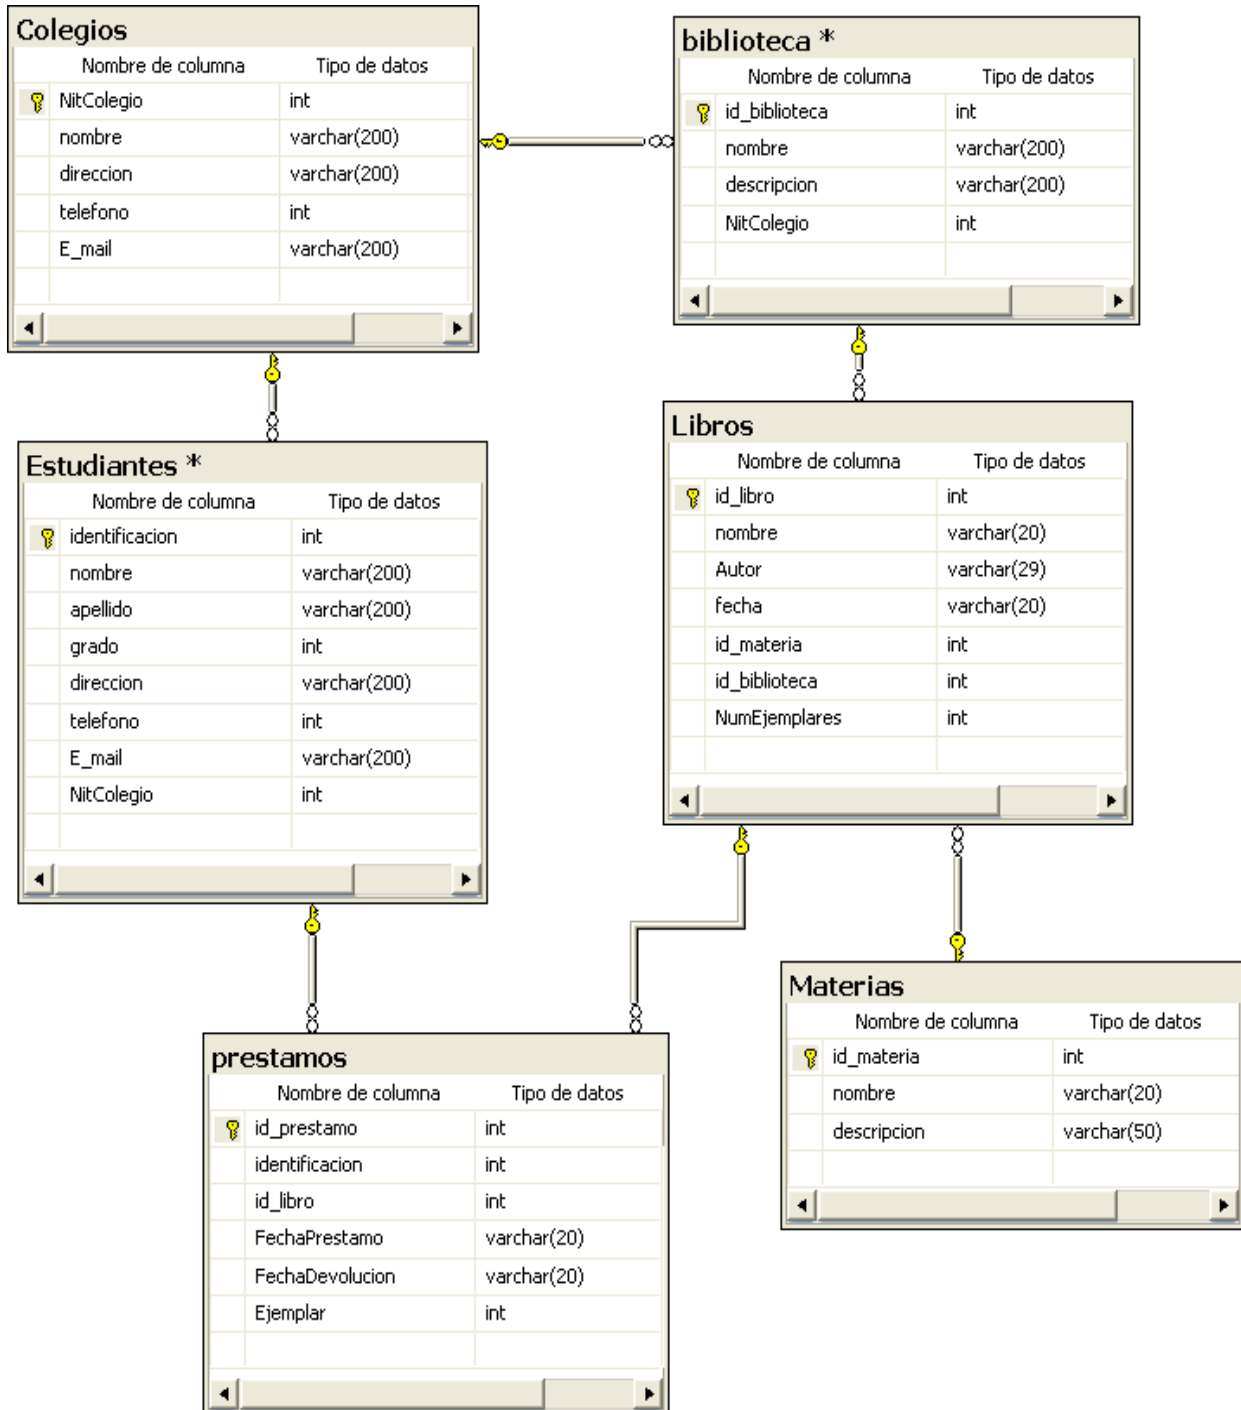 Colegios
Nombre de columna Tipo de datos
NitColegio int
nombre varchar(200)
direccion varchar(200)
telefono int
E_mail varchar(200)
biblioteca *
Nombre de columna Tipo de datos
id_biblioteca int
nombre varchar(200)
descripcion varchar(200)
NitColegio int
Estudiantes *
Nombre de columna Tipo de datos
identificacion int
nombre varchar(200)
apellido varchar(200)
grado int
direccion varchar(200)
telefono int
E_mail varchar(200)
NitColegio int
Libros
Nombre de columna Tipo de datos
id_libro int
nombre varchar(20)
Autor varchar(29)
fecha varchar(20)
id_materia int
id_biblioteca int
NumEjemplares int
prestamos
Nombre de columna Tipo de datos
id_prestamo int
identificacion int
id_libro int
FechaPrestamo varchar(20)
FechaDevolucion varchar(20)
Ejemplar int
Materias
Nombre de columna Tipo de datos
id_materia int
nombre varchar(20)
descripcion varchar(50)